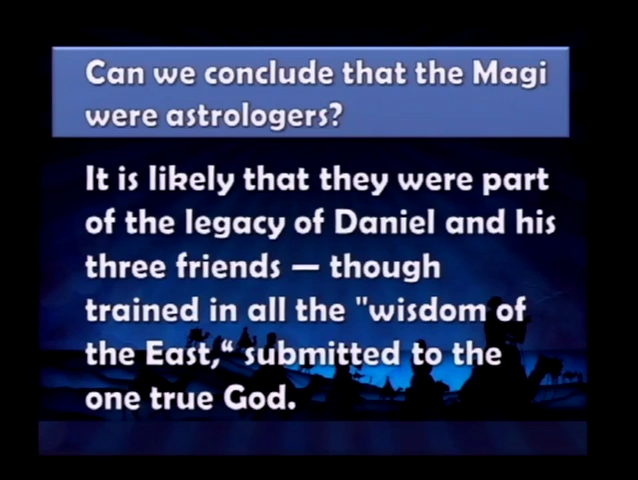 Can we conclude that the Magi
were astrologers?
It is likely that they were part
of the legacy of Daniel and his
three friends — though
trained in all the "wisdom of
the East,“ submitted to the
one true God.